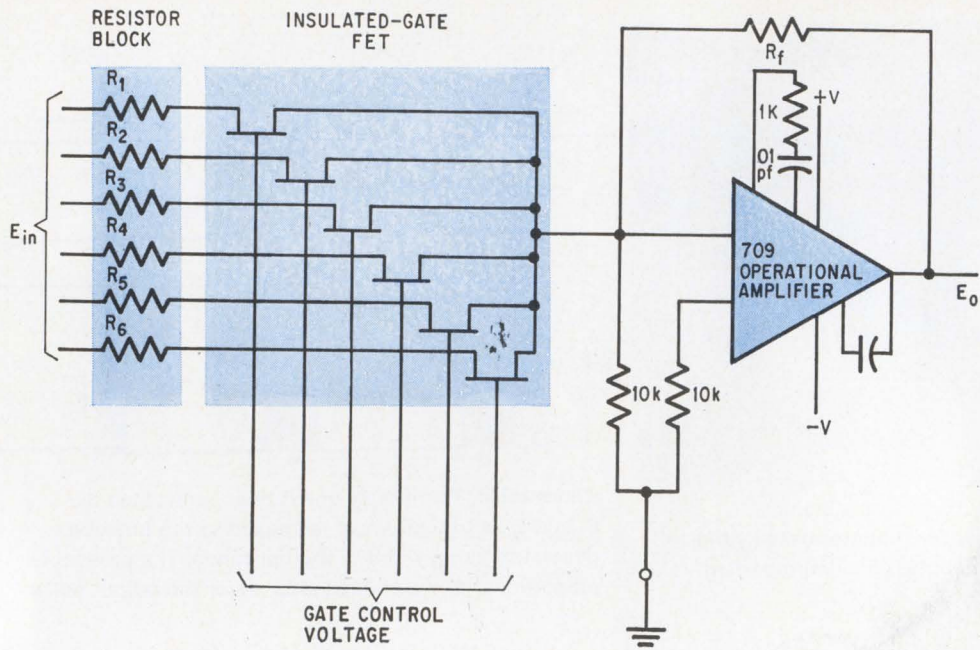 RESISTOR
BLOCK
INSULATED-GATE
FET
R1
R2
R3
R4
R5
R6
Ein
GATE CONTROL
VOLTAGE
Rf
1K
+V
.01
pf
709
OPERATIONAL
AMPLIFIER
Eo
-V
10k
10k